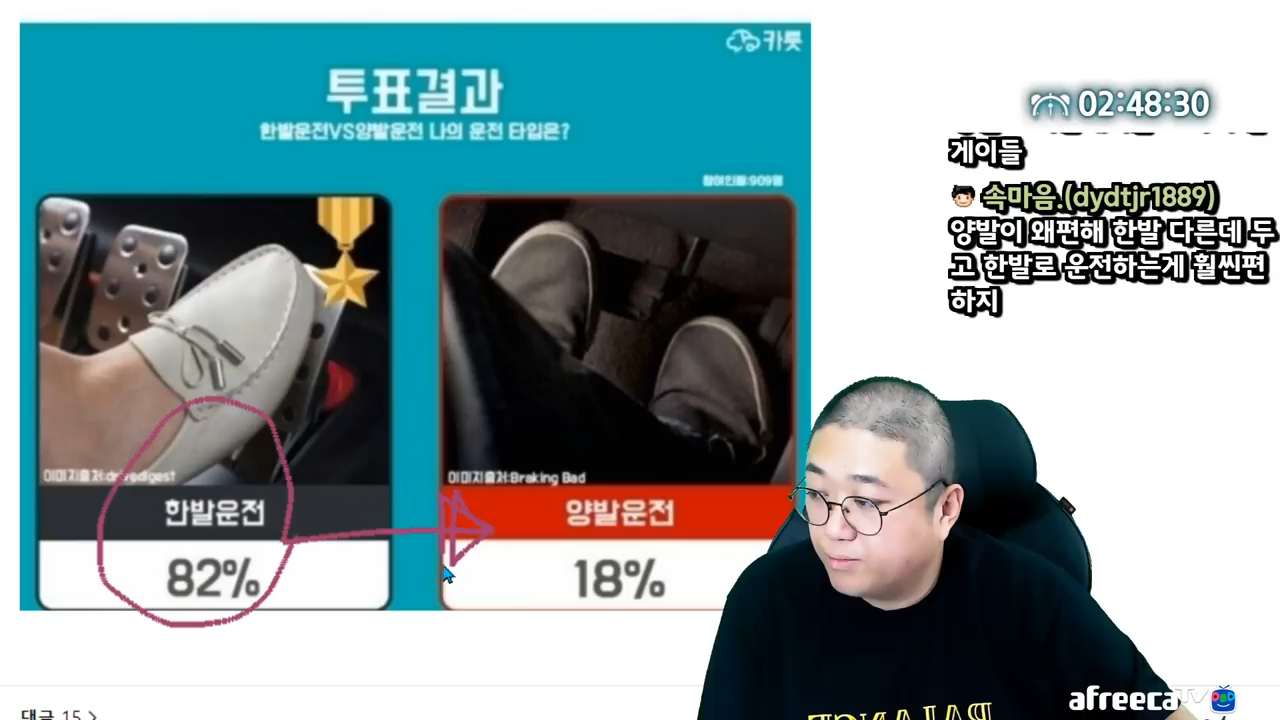 카룻
투표결과
한발운전VS양발운전 나의 운전 타입은?
참여인원:909명
이미지출처:drivedigest
이미지출처:Braking Bad
한발운전
양발운전
82%
18%
댓글 15 >
02:48:30
게이들
속마음.(dydtjr1889)
양발이 왜편해 한발 다른데 두
고 한발로 운전하는게 훨씬편
하지
BALANCE
afreecaTV